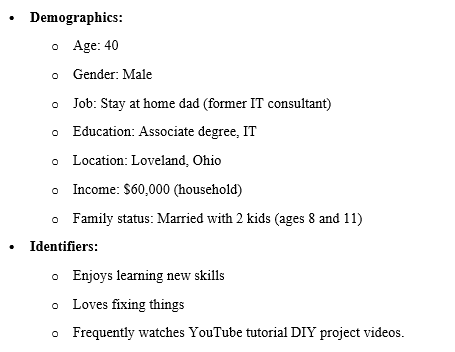 • Demographics:
o Age: 40
o Gender: Male
o Job: Stay at home dad (former IT consultant)
o Education: Associate degree, IT
o Location: Loveland, Ohio
o Income: $60,000 (household)
o Family status: Married with 2 kids (ages 8 and 11)
• Identifiers:
o Enjoys learning new skills
o Loves fixing things
o Frequently watches YouTube tutorial DIY project videos.